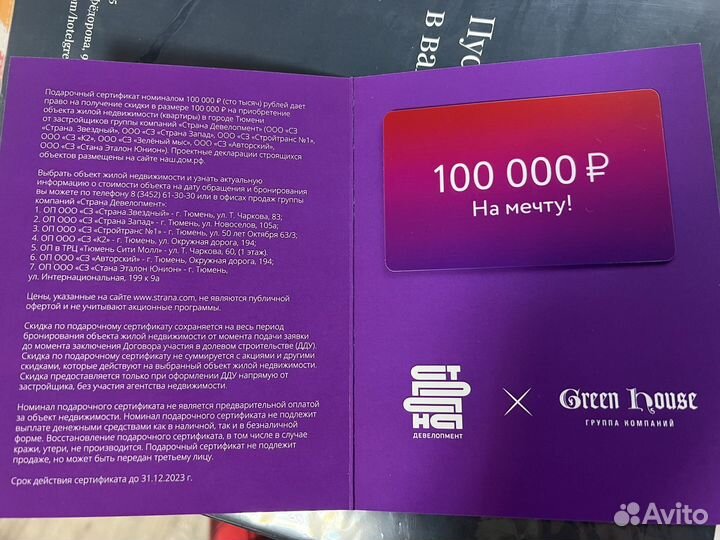 Фёдорова, 9
m/hotelgre
Пус
в ва
Подарочный сертификат номиналом 100 000 ₽ (сто тысяч) рублей дает
право на получение скидки в размере 100 000 ₽ на приобретение
объекта жилой недвижимости (квартиры) в городе Тюмени
от застройщиков группы компаний «Страна Девелопмент» (ООО «СЗ
«Страна. Звездный», ООО «СЗ «Страна Запад», ООО «СЗ «Стройтранс №1»,
ООО «СЗ «К2», ООО «СЗ «Зелёный мыс», ООО «СЗ «Авторский»,
ООО «СЗ «Стана Эталон Юнион»). Проектные декларации строящихся
объектов размещены на сайте наш.дом.рф.
Выбрать объект жилой недвижимости и узнать актуальную
информацию о стоимости объекта на дату обращения и бронирования
вы можете по телефону 8 (3452) 61-30-30 или в офисах продаж группы
компаний «Страна Девелопмент»:
1. ОП ООО «СЗ «Страна.Звездный» - г. Тюмень, ул. Т. Чаркова, 83;
2. ОП ООО «СЗ «Страна Запад» - г. Тюмень, ул. Новоселов, 105а;
3. ОП ООО «СЗ «Стройтранс №1» - г. Тюмень, ул. 50 лет Октября 63/3;
4. ОП ООО «СЗ «К2» - г. Тюмень, ул. Окружная дорога, 194;
5. ОП в ТРЦ «Тюмень Сити Молл» - ул. Т. Чаркова, 60, (1 этаж).
6. ОП ООО «СЗ «Авторский» - г. Тюмень, Окружная дорога, 194;
7. ОП ООО «СЗ «Стана Эталон Юнион» - г. Тюмень,
ул. Интернациональная, 199 к 9а
Цены, указанные на сайте www.strana.com, не являются публичной
офертой и не учитывают акционные программы.
Скидка по подарочному сертификату сохраняется на весь период
бронирования объекта жилой недвижимости от момента подачи заявки
до момента заключения Договора участия в долевом строительстве (ДДУ).
Скидка по подарочному сертификату не суммируется с акциями и другими
скидками, которые действуют на выбранный объект жилой недвижимости.
Скидка предоставляется только при оформлении ДДУ напрямую от
застройщика, без участия агентства недвижимости.
Номинал подарочного сертификата не является предварительной оплатой
за объект недвижимости. Номинал подарочного сертификата не подлежит
выплате денежными средствами как в наличной, так и в безналичной
форме. Восстановление подарочного сертификата, в том числе в случае
кражи, утери, не производится. Подарочный сертификат не подлежит
продаже, но может быть передан третьему лицу.
Срок действия сертификата до 31.12.2023 г.
100 000 ₽
На мечту!
СТРАНА
ДЕВЕЛОПМЕНТ
Green House
ГРУППА КОМПАНИЙ
Avito